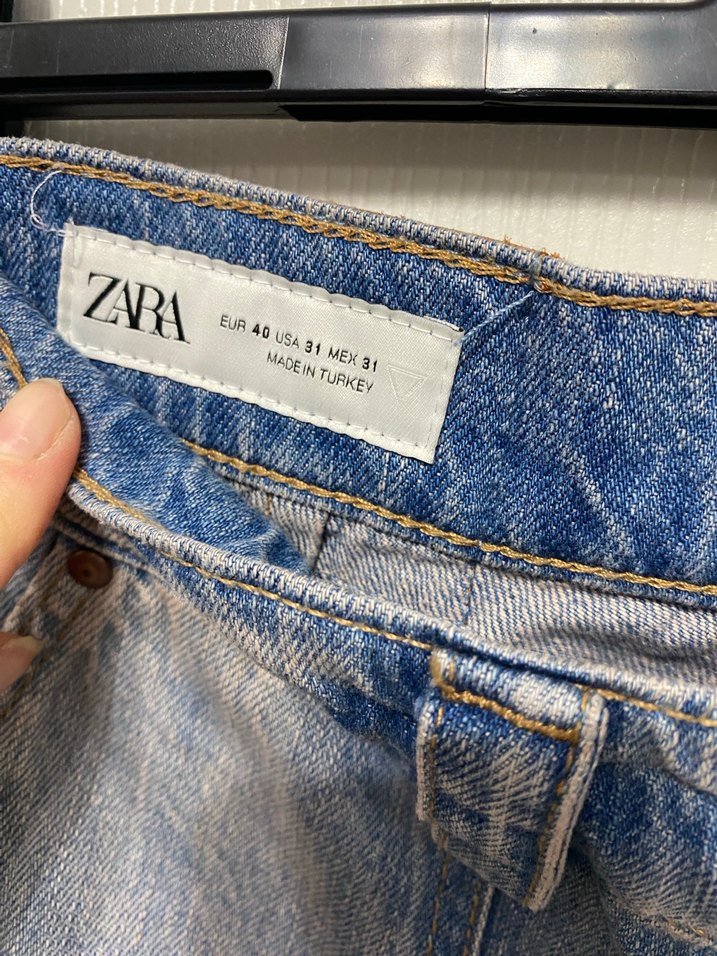 ZARA
EUR 40 USA 31 MEX 31
MADE IN TURKEY